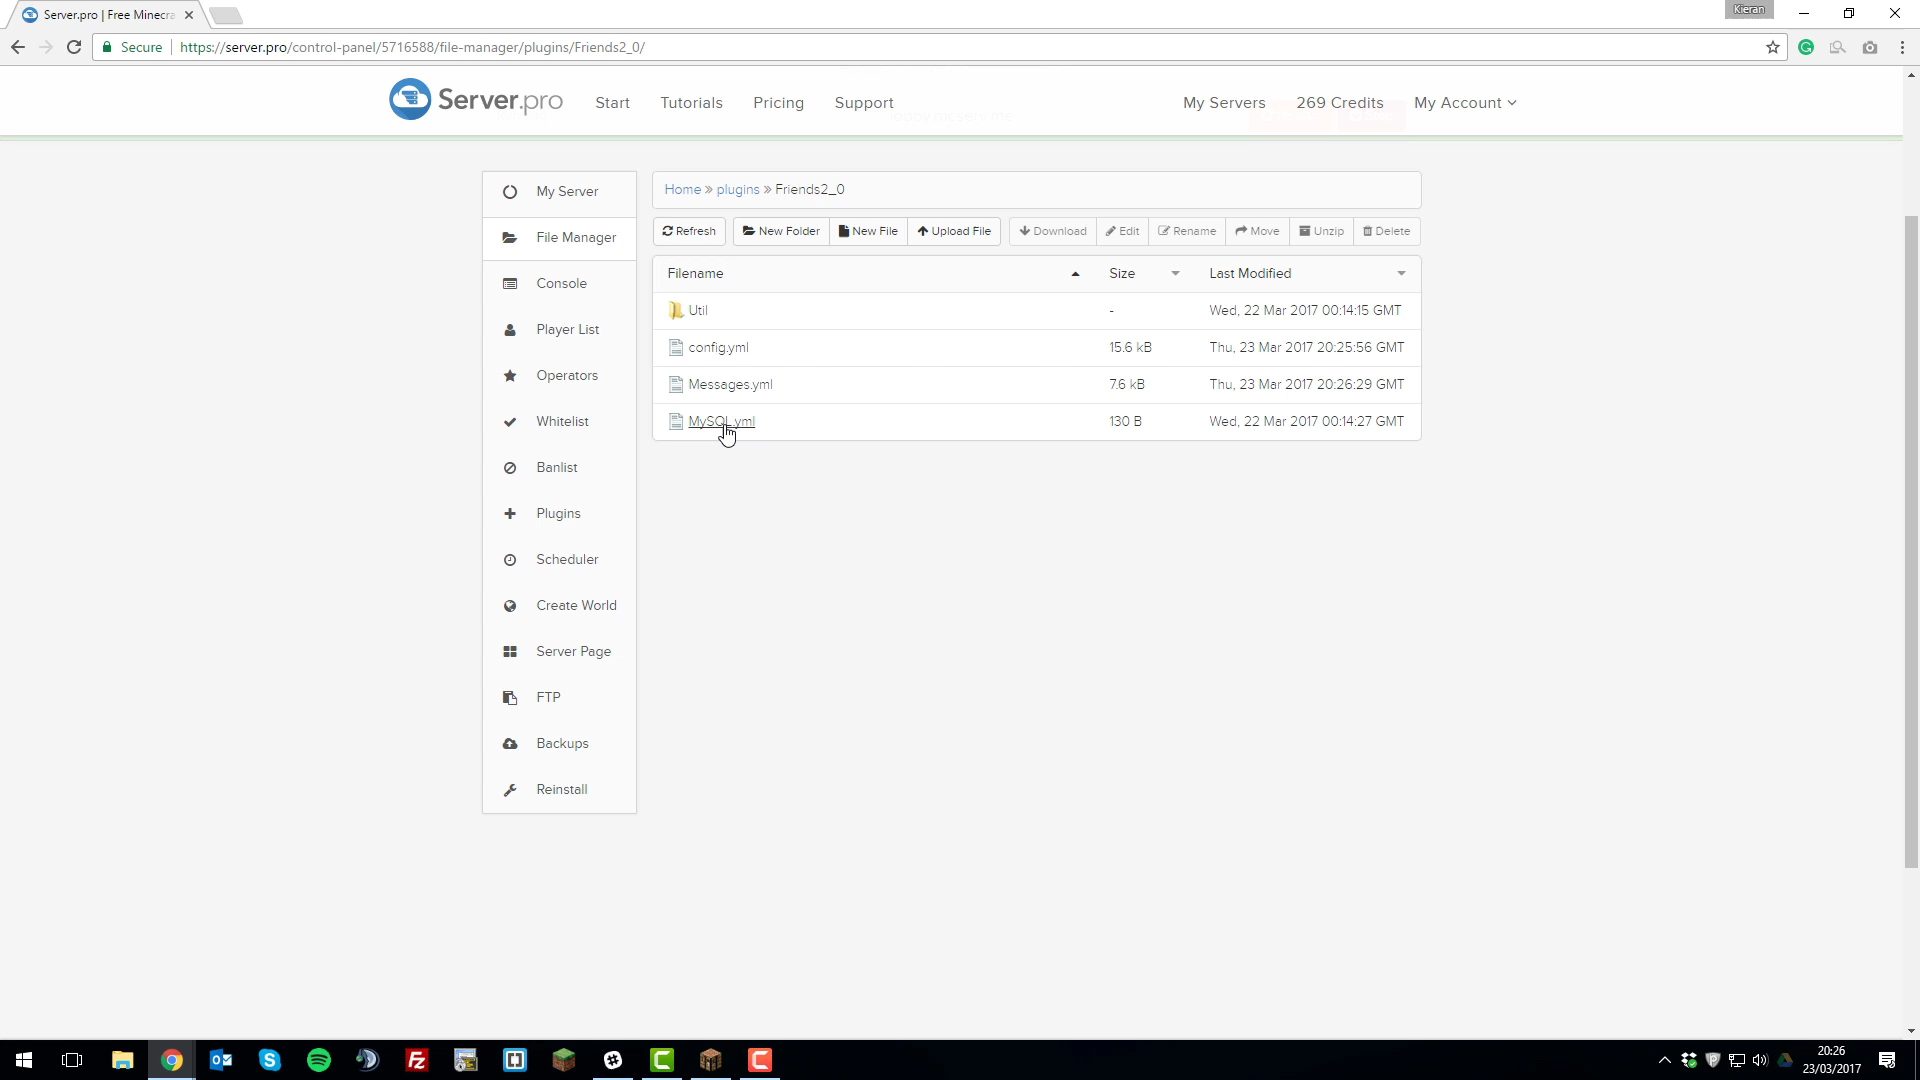 Server.pro | Free Minecra
Kieran
Secure https://server.pro/control-panel/5716588/file-manager/plugins/Friends2_0/
Server.pro Start Tutorials Pricing Support My Servers 269 Credits My Account
My Server
File Manager
Console
Player List
Operators
Whitelist
Banlist
Plugins
Scheduler
Create World
Server Page
FTP
Backups
Reinstall
Home » plugins » Friends2_0
Refresh New Folder New File Upload File Download Edit Rename Move Unzip Delete
Filename Size Last Modified
Util - Wed, 22 Mar 2017 00:14:15 GMT
config.yml 15.6 kB Thu, 23 Mar 2017 20:25:56 GMT
Messages.yml 7.6 kB Thu, 23 Mar 2017 20:26:29 GMT
MySQL.yml 130 B Wed, 22 Mar 2017 00:14:27 GMT
20:26
23/03/2017